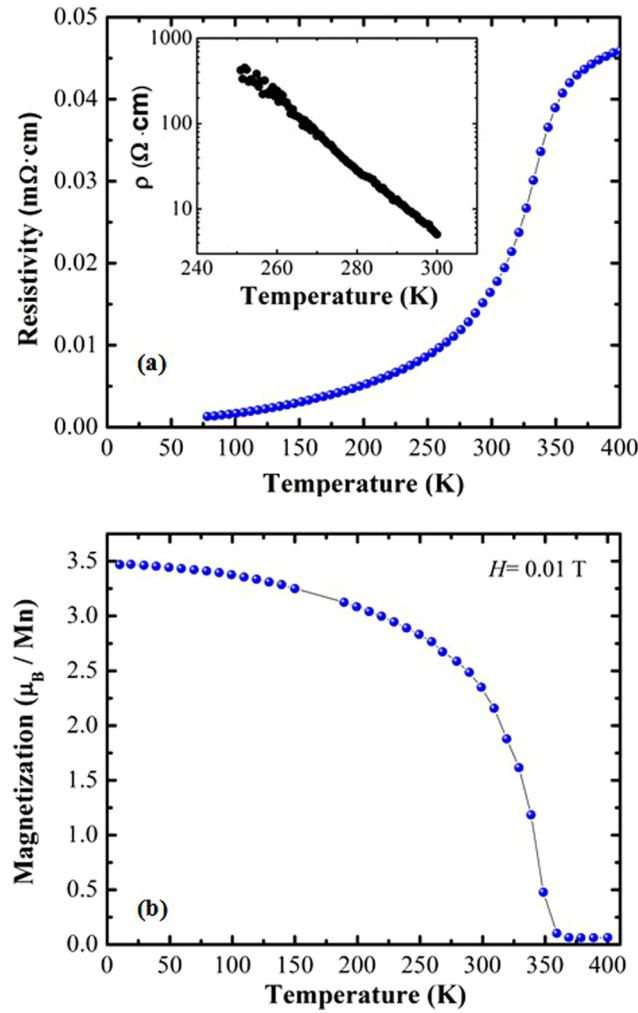 0.05
0.04
0.03
0.02
0.01
0.00
Resistivity (mΩ·cm)
1000
100
10
ρ (Ω·cm)
240 260 280 300
Temperature (K)
(a)
0 50 100 150 200 250 300 350 400
Temperature (K)
3.5
3.0
2.5
2.0
1.5
1.0
0.5
0.0
Magnetization (μB / Mn)
H= 0.01 T
(b)
0 50 100 150 200 250 300 350 400
Temperature (K)